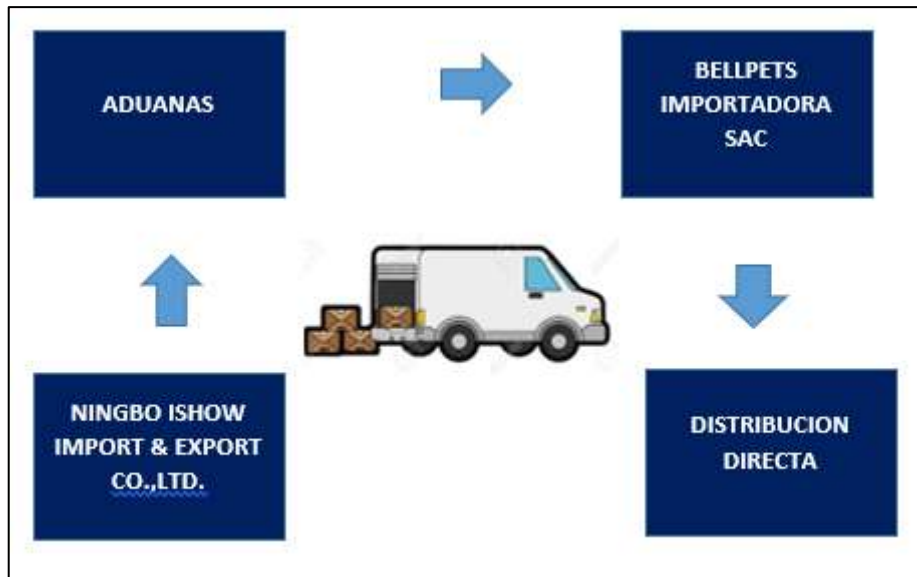 ADUANAS
BELLPETS
IMPORTADORA
SAC
NINGBO ISHOW
IMPORT & EXPORT
CO.,LTD.
DISTRIBUCION
DIRECTA